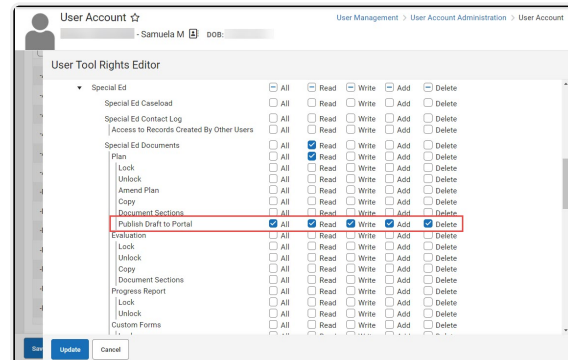 User Account ☆
User Management > User Account Administration > User Account
- Samuela M DOB:
User Tool Rights Editor
Special Ed All Read Write Add Delete
Special Ed Caseload All Read Write Add Delete
Special Ed Contact Log All Read Write Add Delete
Access to Records Created By Other Users All Read Write Add Delete
Special Ed Documents All Read Write Add Delete
Plan All Read Write Add Delete
Lock All Read Write Add Delete
Unlock All Read Write Add Delete
Amend Plan All Read Write Add Delete
Copy All Read Write Add Delete
Document Sections All Read Write Add Delete
Publish Draft to Portal All Read Write Add Delete
Evaluation All Read Write Add Delete
Lock All Read Write Add Delete
Unlock All Read Write Add Delete
Copy All Read Write Add Delete
Document Sections All Read Write Add Delete
Progress Report All Read Write Add Delete
Lock All Read Write Add Delete
Unlock All Read Write Add Delete
Custom Forms All Read Write Add Delete
Update Cancel